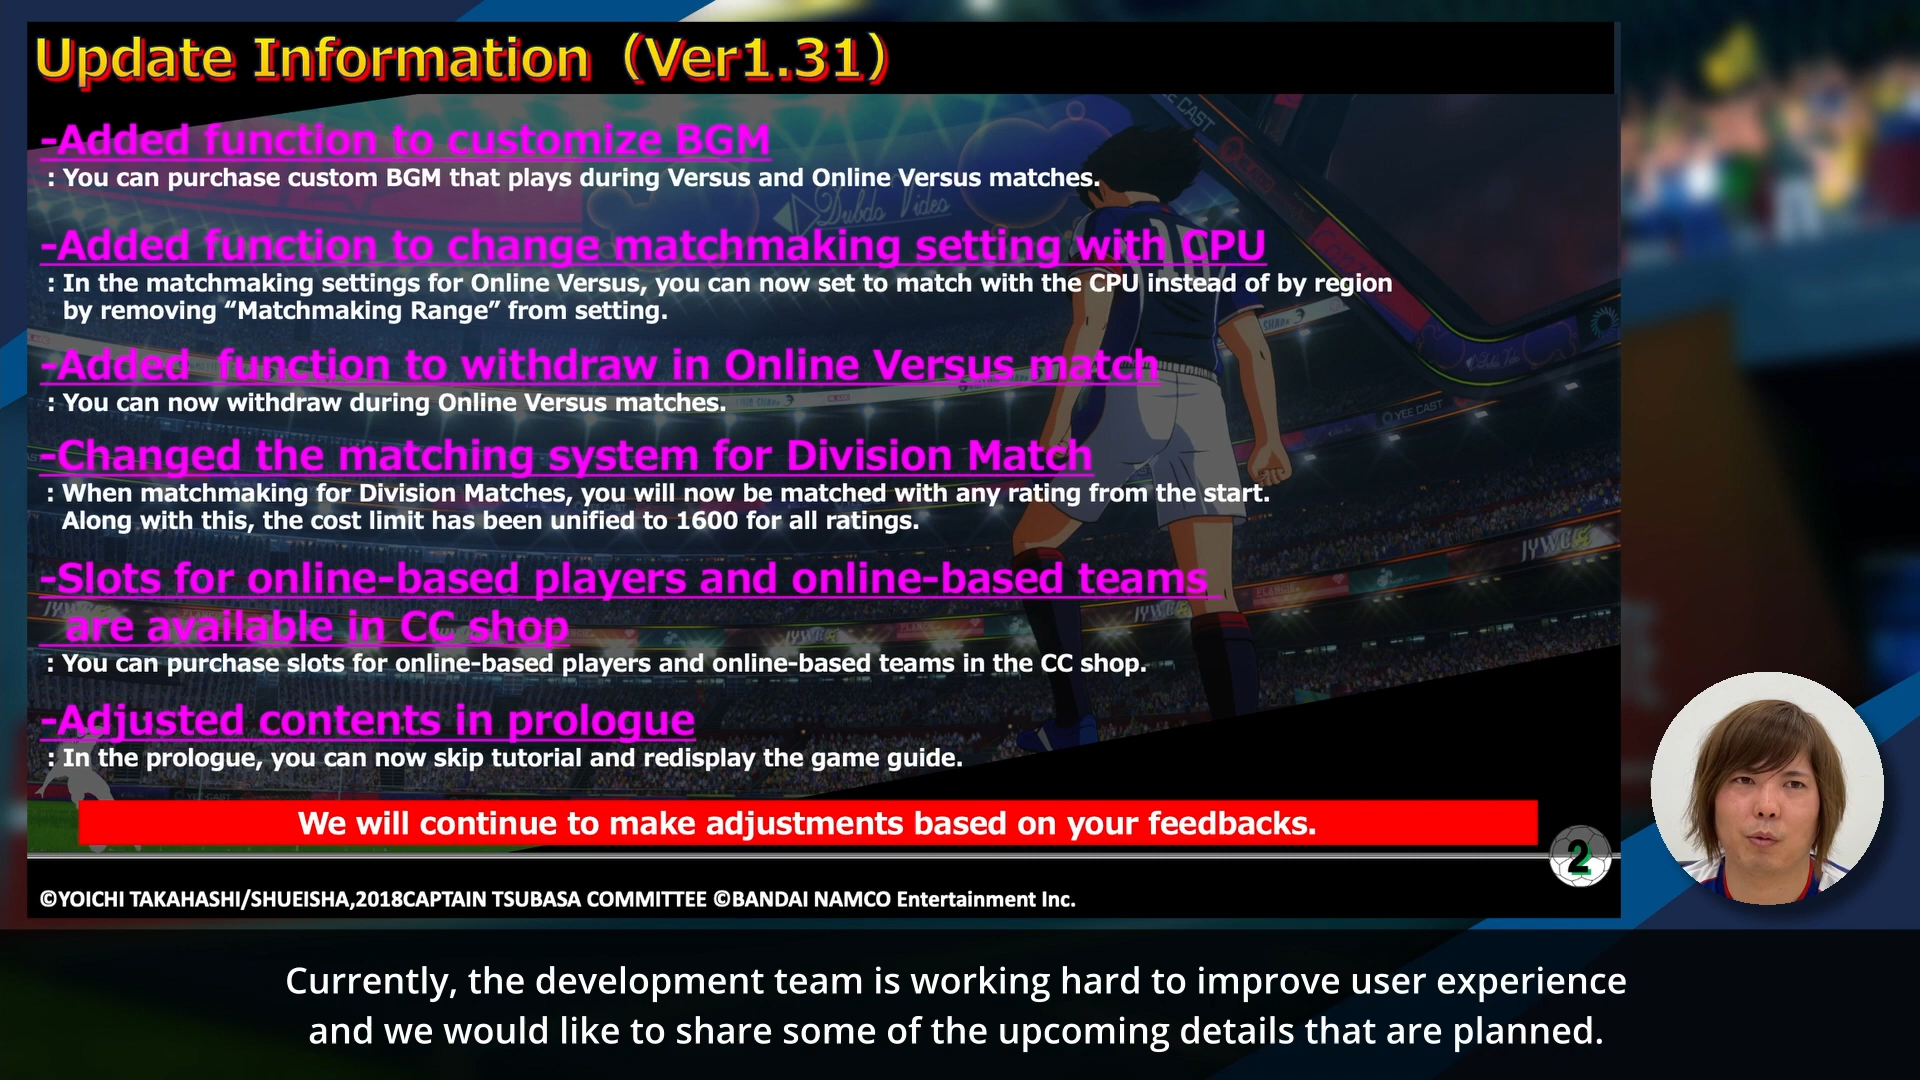 Update Information（Ver1.31）
-Added function to customize BGM
: You can purchase custom BGM that plays during Versus and Online Versus matches.
Dubdo Video
-Added function to change matchmaking setting with CPU
: In the matchmaking settings for Online Versus, you can now set to match with the CPU instead of by region
by removing “Matchmaking Range” from setting.
-Added  function to withdraw in Online Versus match
: You can now withdraw during Online Versus matches.
YEE CAST
-Changed the matching system for Division Match
: When matchmaking for Division Matches, you will now be matched with any rating from the start.
Along with this, the cost limit has been unified to 1600 for all ratings.
-Slots for online-based players and online-based teams
are available in CC shop
: You can purchase slots for online-based players and online-based teams in the CC shop.
-Adjusted contents in prologue
: In the prologue, you can now skip tutorial and redisplay the game guide.
We will continue to make adjustments based on your feedbacks.
2
©YOICHI TAKAHASHI/SHUEISHA,2018CAPTAIN TSUBASA COMMITTEE ©BANDAI NAMCO Entertainment Inc.
Currently, the development team is working hard to improve user experience
and we would like to share some of the upcoming details that are planned.